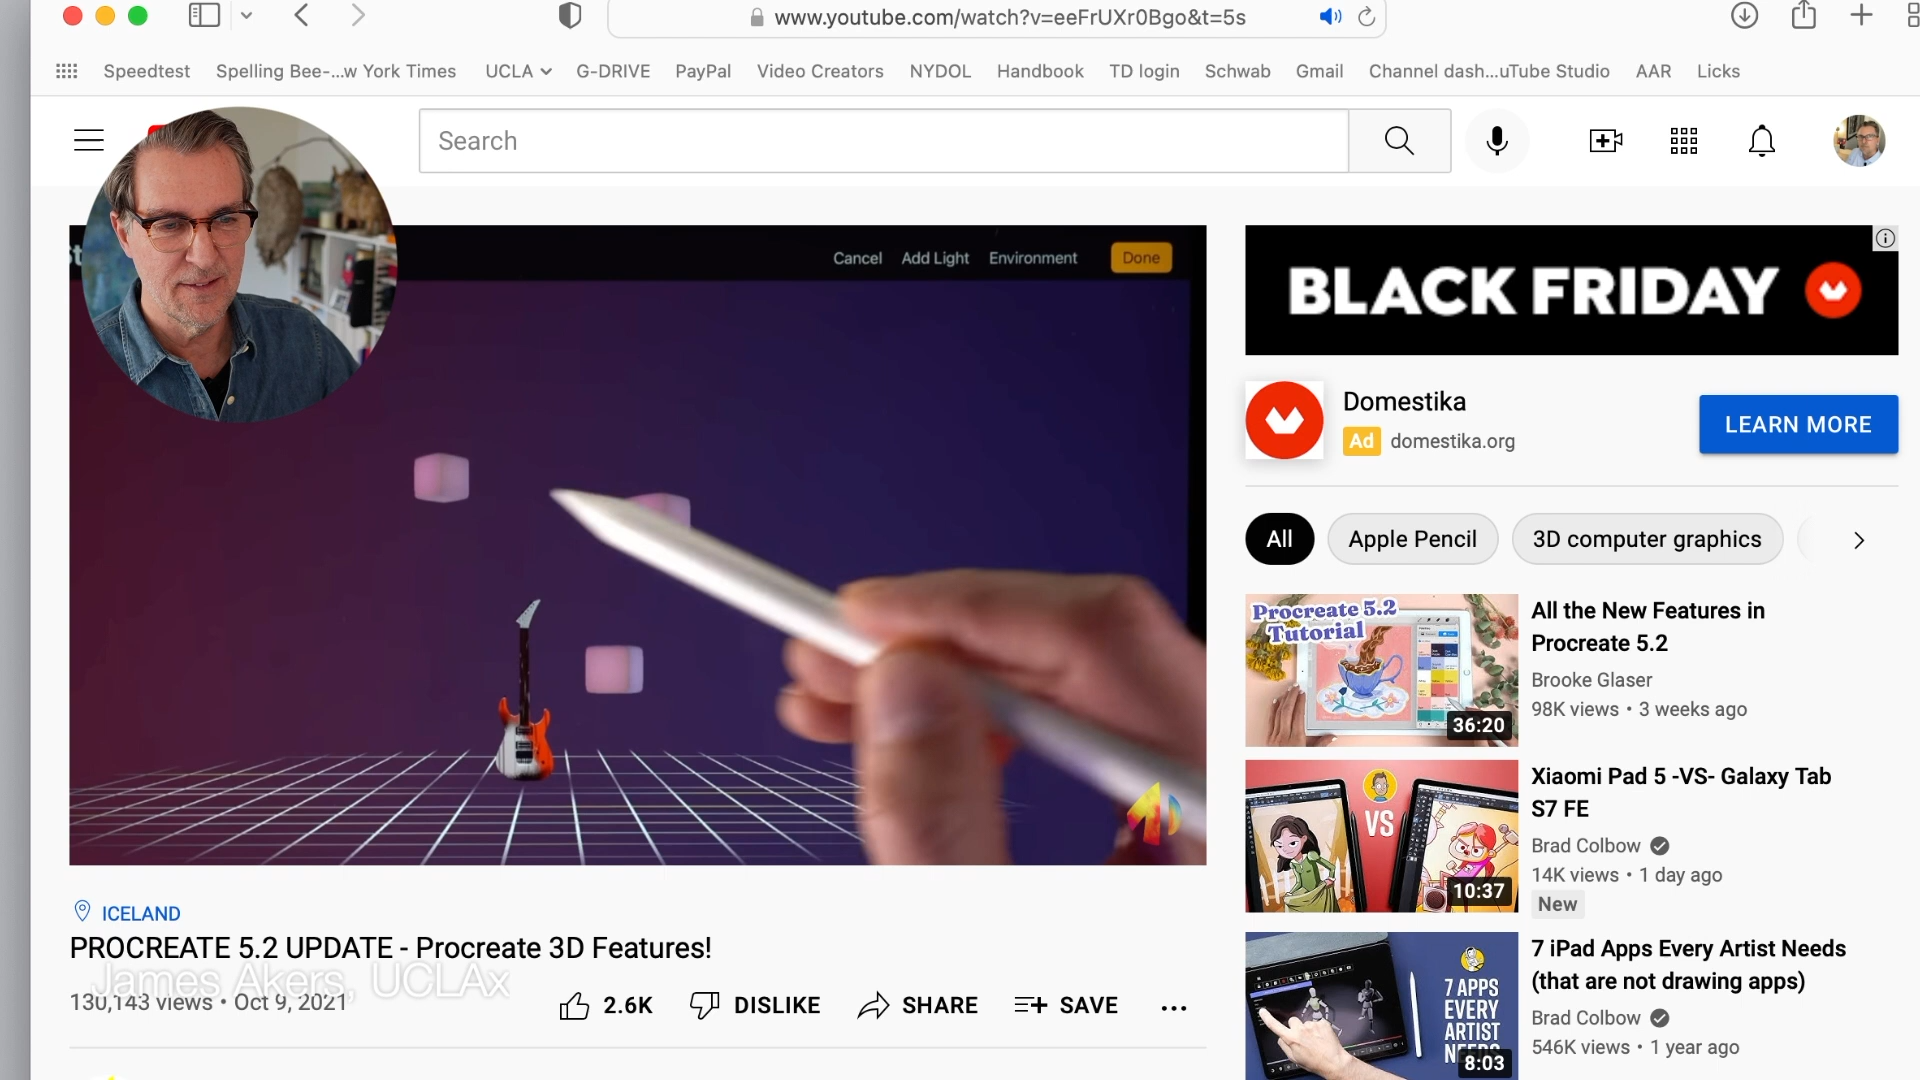 www.youtube.com/watch?v=eeFrUXr0Bgo&t=5s
Speedtest Spelling Bee-...w York Times UCLA G-DRIVE PayPal Video Creators NYDOL Handbook TD login Schwab Gmail Channel dash...uTube Studio AAR Licks
Search
Cancel Add Light Environment Done
BLACK FRIDAY
Domestika
Ad domestika.org
LEARN MORE
All Apple Pencil 3D computer graphics
Procreate 5.2
Tutorial
36:20
All the New Features in
Procreate 5.2
Brooke Glaser
98K views • 3 weeks ago
VS
10:37
Xiaomi Pad 5 -VS- Galaxy Tab
S7 FE
Brad Colbow
14K views • 1 day ago
New
7 APPS
EVERY
ARTIST
8:03
7 iPad Apps Every Artist Needs
(that are not drawing apps)
Brad Colbow
546K views • 1 year ago
ICELAND
PROCREATE 5.2 UPDATE - Procreate 3D Features!
James Akers, UCLAx
130,143 views • Oct 9, 2021
2.6K DISLIKE SHARE SAVE